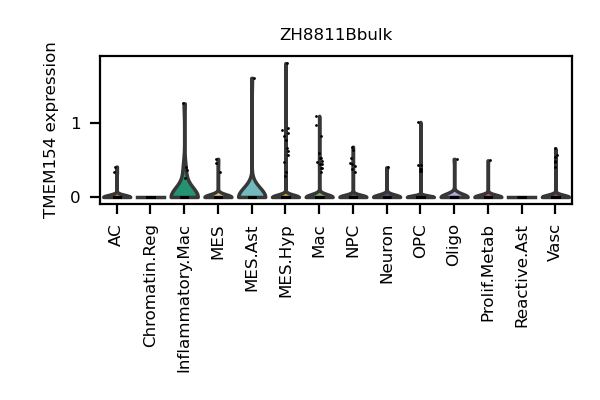 ZH8811Bbulk
TMEM154 expression
1
0
AC
Chromatin.Reg
Inflammatory.Mac
MES
MES.Ast
MES.Hyp
Mac
NPC
Neuron
OPC
Oligo
Prolif.Metab
Reactive.Ast
Vasc